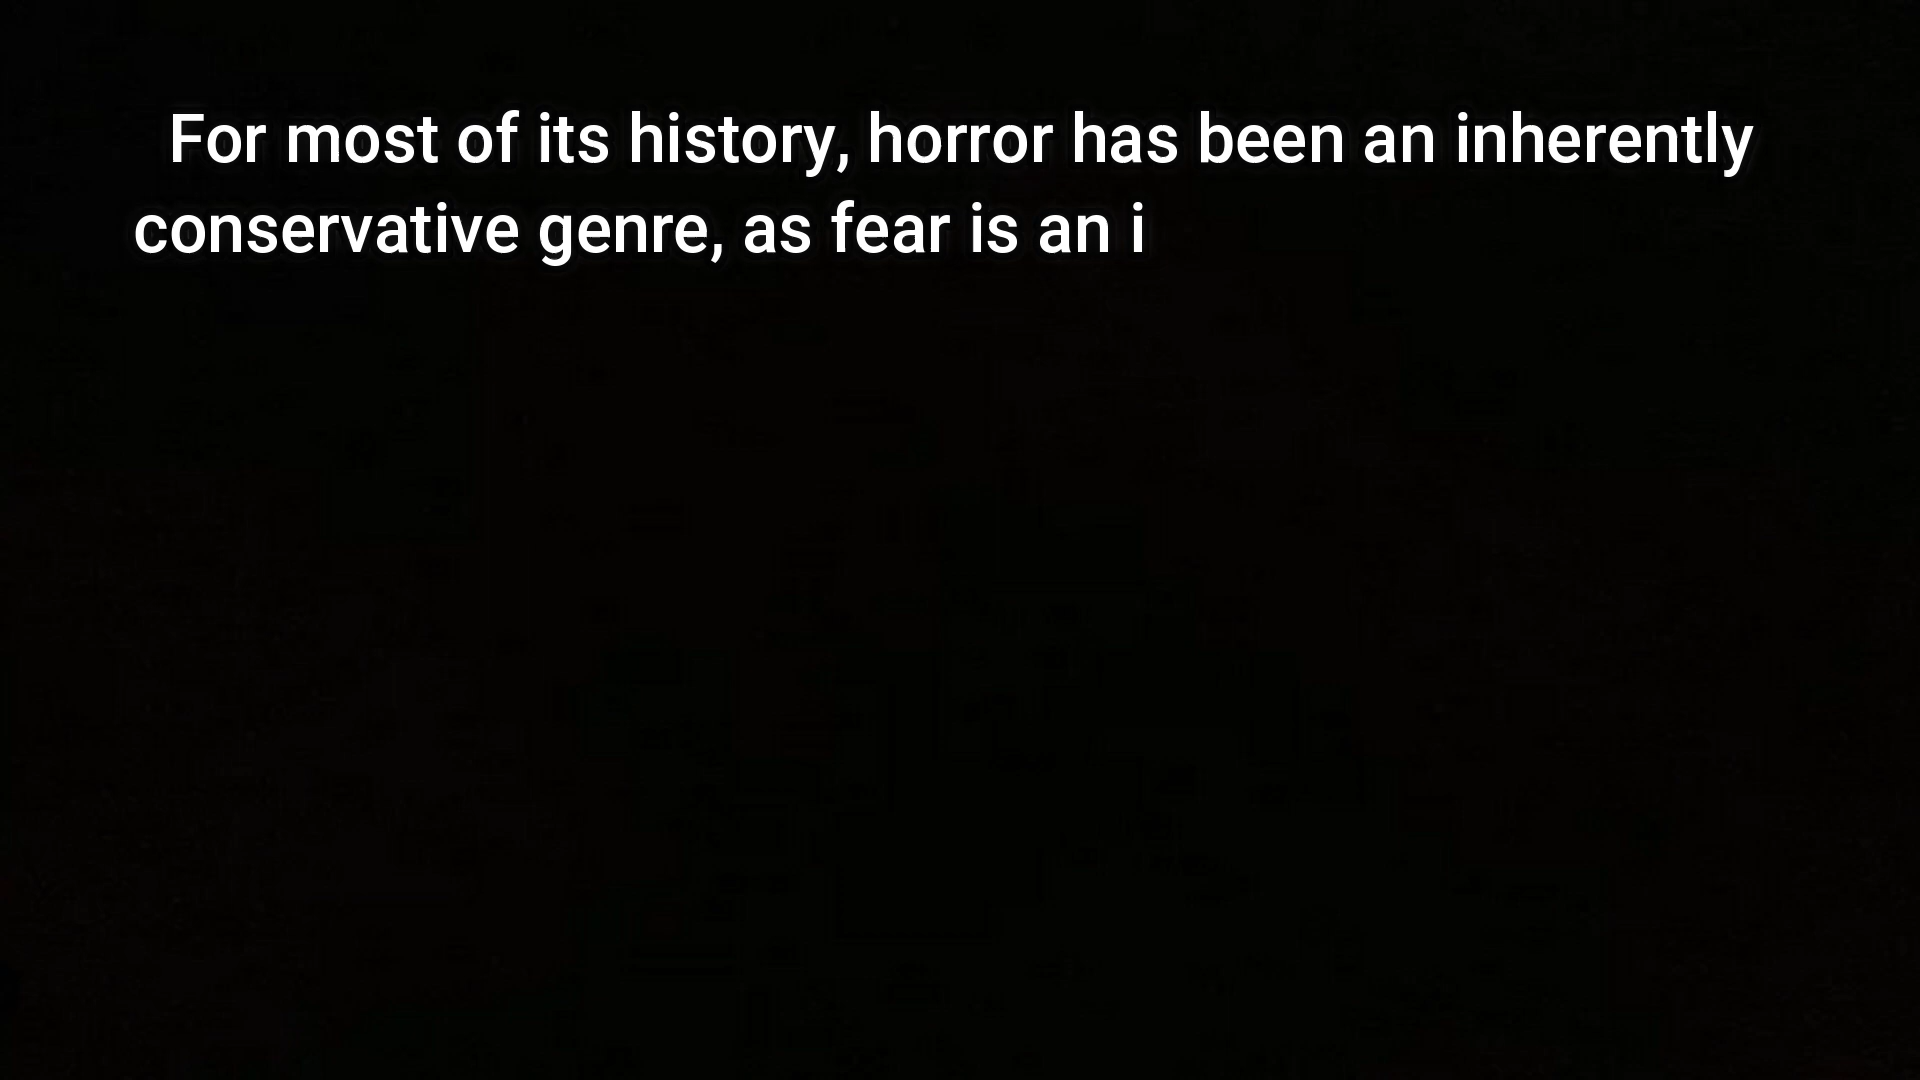 For most of its history, horror has been an inherently
conservative genre, as fear is an i